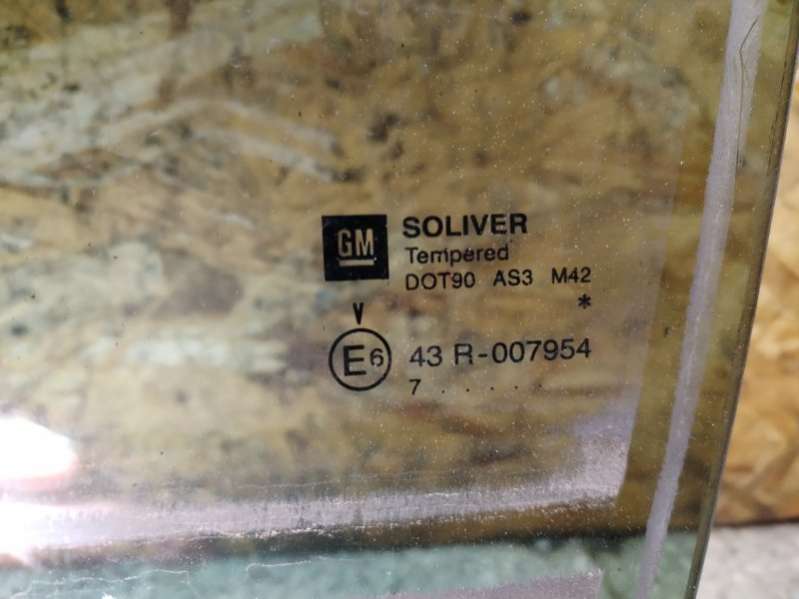 GM SOLIVER
Tempered
DOT90 AS3 M42
*
V
E6 43 R-007954
7 . . . . .